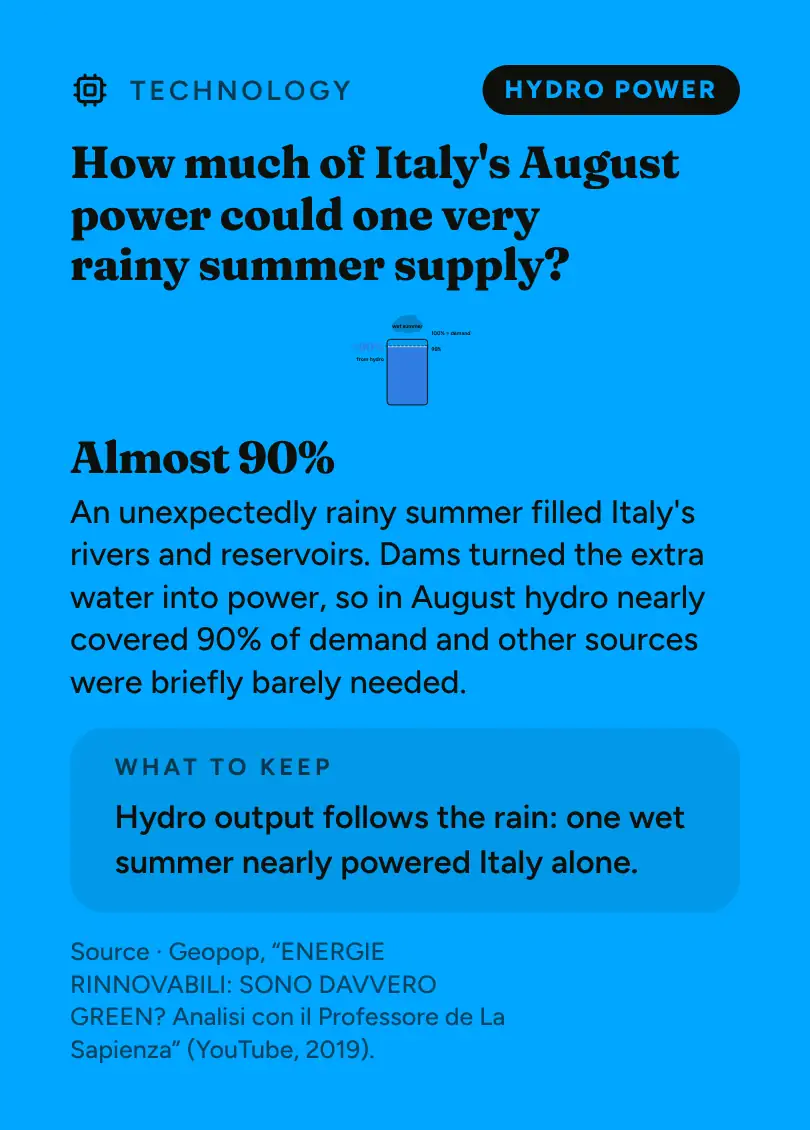 TECHNOLOGY
HYDRO POWER
How much of Italy's August
power could one very
rainy summer supply?
wet summer
100% = demand
90%
from hydro
Almost 90%
An unexpectedly rainy summer filled Italy's
rivers and reservoirs. Dams turned the extra
water into power, so in August hydro nearly
covered 90% of demand and other sources
were briefly barely needed.
WHAT TO KEEP
Hydro output follows the rain: one wet
summer nearly powered Italy alone.
Source · Geopop, “ENERGIE
RINNOVABILI: SONO DAVVERO
GREEN? Analisi con il Professore de La
Sapienza” (YouTube, 2019).